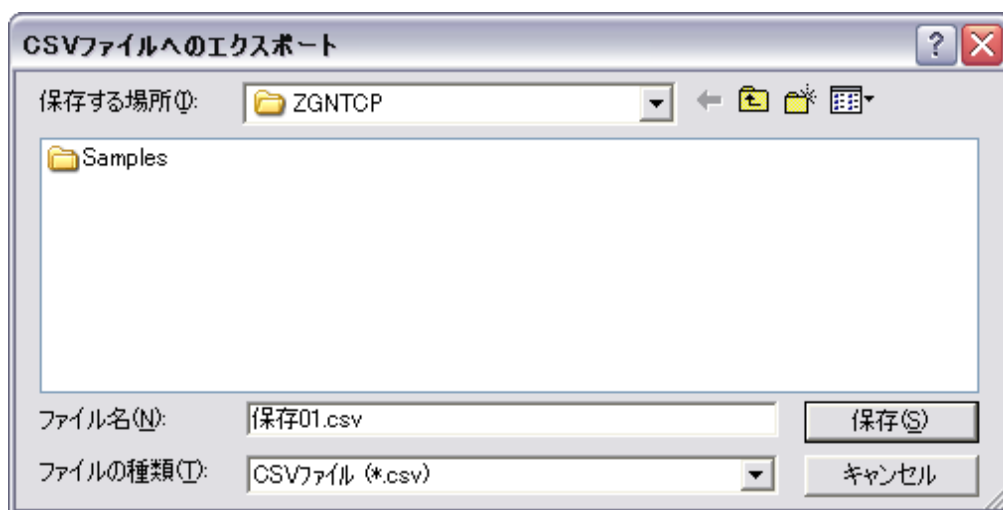 CSVファイルへのエクスポート
保存する場所(I): ZGNTCP
Samples
ファイル名(N): 保存01.csv 保存(S)
ファイルの種類(T): CSVファイル (*.csv) キャンセル